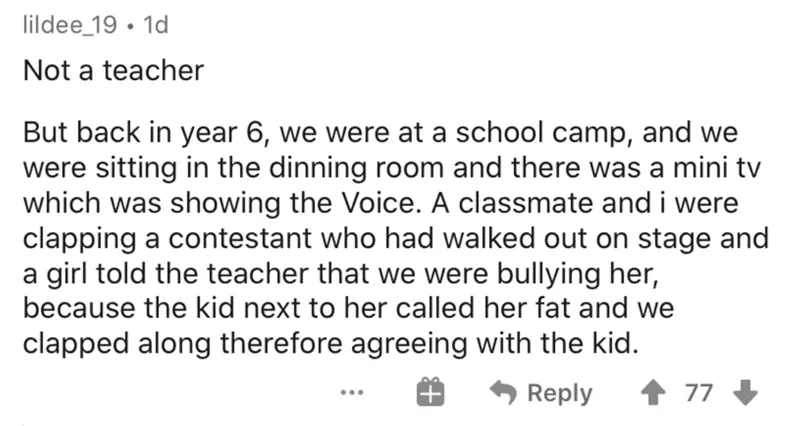 lildee_19 • 1d
Not a teacher
But back in year 6, we were at a school camp, and we
were sitting in the dinning room and there was a mini tv
which was showing the Voice. A classmate and i were
clapping a contestant who had walked out on stage and
a girl told the teacher that we were bullying her,
because the kid next to her called her fat and we
clapped along therefore agreeing with the kid.
... Reply 77